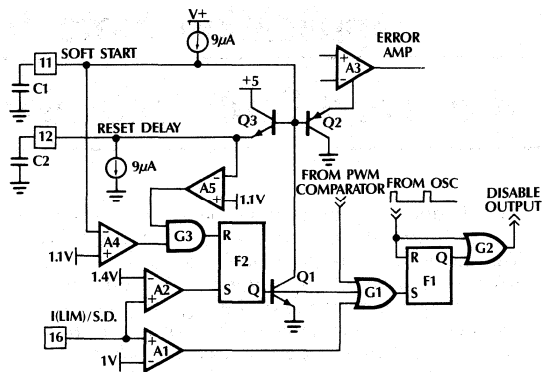 V+
9μA
11 SOFT START
C1
ERROR
AMP
A3
+5
Q3
Q2
12 RESET DELAY
C2
9μA
A5
1.1V
FROM PWM
COMPARATOR
FROM OSC
DISABLE
OUTPUT
G3
G2
A4
1.1V
R
F2
S
Q
Q1
1.4V
A2
R
Q
F1
S
G1
I(LIM)/S.D.
16
1V
A1